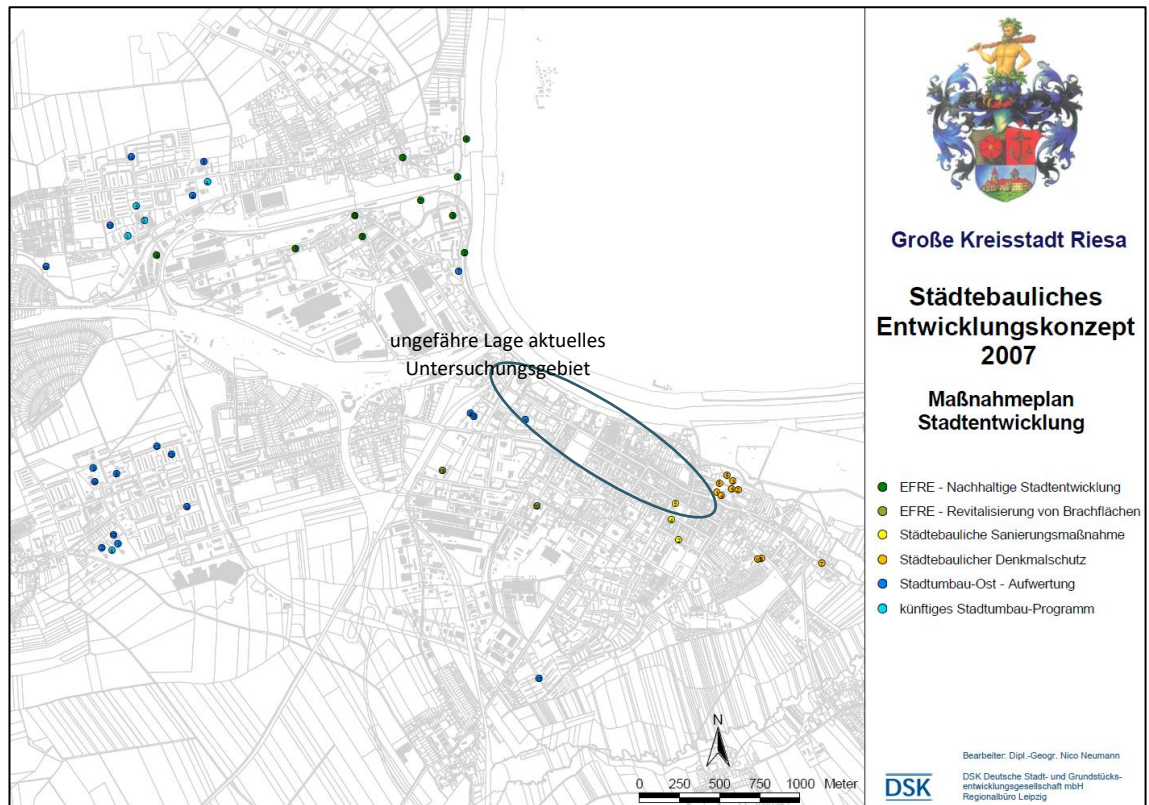 ungefähre Lage aktuelles
Untersuchungsgebiet
N
0 250 500 750 1000 Meter
Große Kreisstadt Riesa
Städtebauliches
Entwicklungskonzept
2007
Maßnahmeplan
Stadtentwicklung
EFRE - Nachhaltige Stadtentwicklung
EFRE - Revitalisierung von Brachflächen
Städtebauliche Sanierungsmaßnahme
Städtebaulicher Denkmalschutz
Stadtumbau-Ost - Aufwertung
künftiges Stadtumbau-Programm
Bearbeiter: Dipl.-Geogr. Nico Neumann
DSK
DSK Deutsche Stadt- und Grundstücks-
entwicklungsgesellschaft mbH
Regionalbüro Leipzig